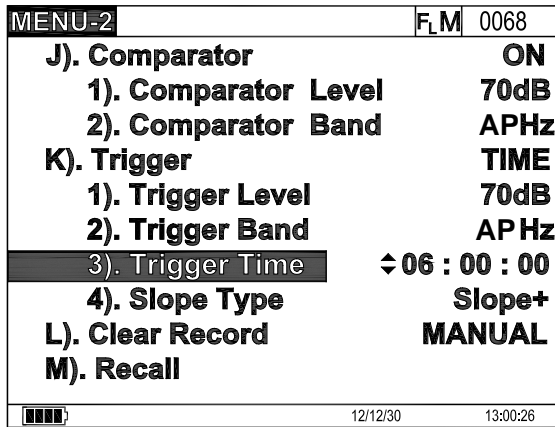 MENU-2 FLM 0068
J). Comparator ON
1). Comparator Level 70dB
2). Comparator Band APHz
K). Trigger TIME
1). Trigger Level 70dB
2). Trigger Band APHz
3). Trigger Time 06 : 00 : 00
4). Slope Type Slope+
L). Clear Record MANUAL
M). Recall
12/12/30 13:00:26